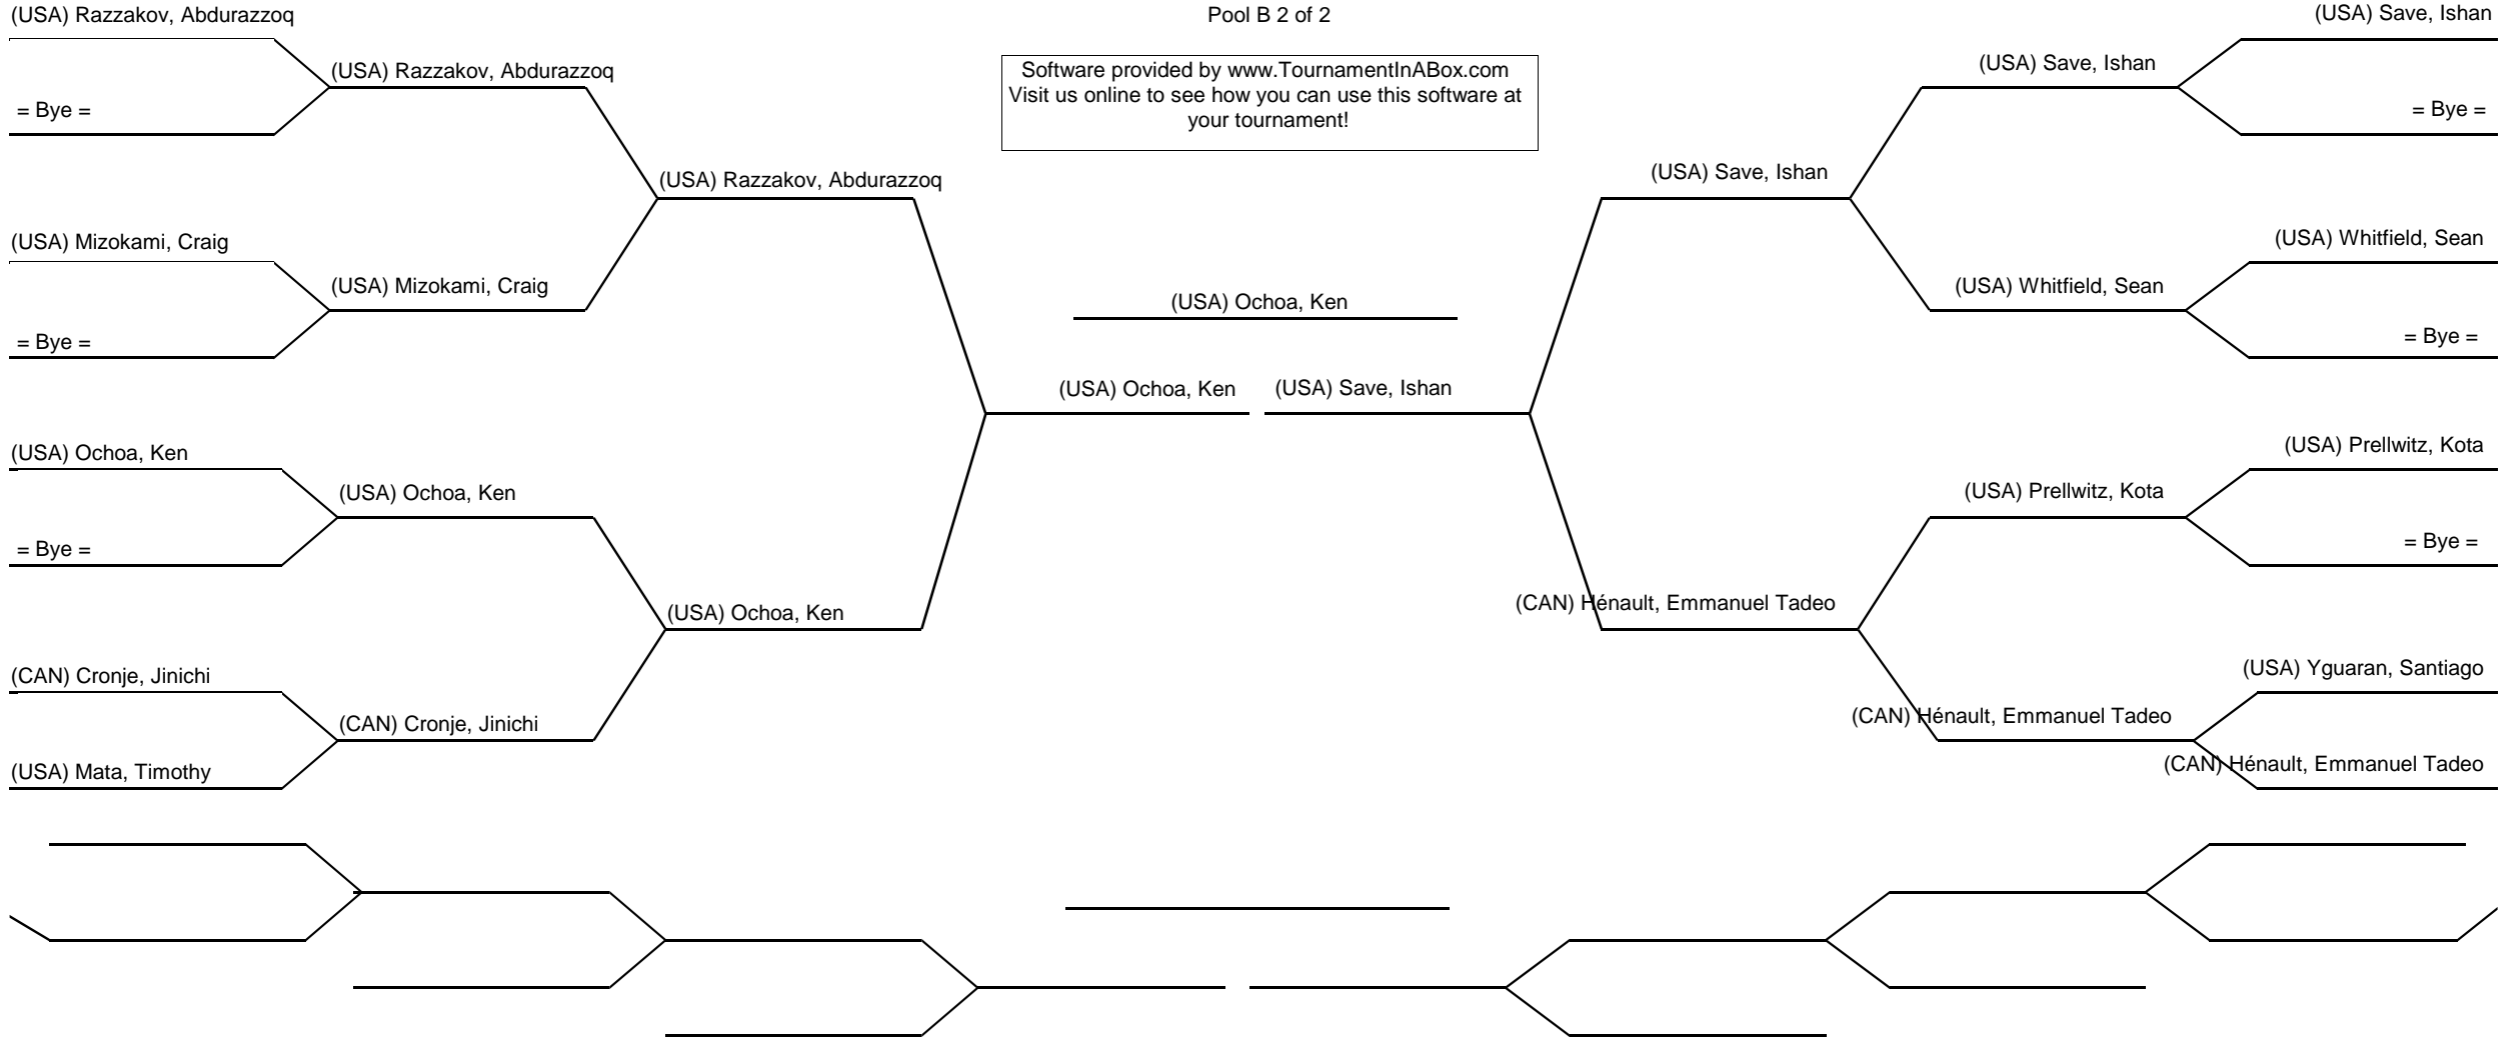 Pool B 2 of 2
Software provided by www.TournamentInABox.com
Visit us online to see how you can use this software at
your tournament!
(USA) Razzakov, Abdurazzoq
= Bye =
(USA) Mizokami, Craig
= Bye =
(USA) Ochoa, Ken
= Bye =
(CAN) Cronje, Jinichi
(USA) Mata, Timothy
(USA) Razzakov, Abdurazzoq
(USA) Mizokami, Craig
(USA) Ochoa, Ken
(CAN) Cronje, Jinichi
(USA) Razzakov, Abdurazzoq
(USA) Ochoa, Ken
(USA) Ochoa, Ken
(USA) Ochoa, Ken
(USA) Save, Ishan
(USA) Save, Ishan
(CAN) Hénault, Emmanuel Tadeo
(USA) Save, Ishan
(USA) Whitfield, Sean
(USA) Prellwitz, Kota
(CAN) Hénault, Emmanuel Tadeo
(USA) Save, Ishan
= Bye =
(USA) Whitfield, Sean
= Bye =
(USA) Prellwitz, Kota
= Bye =
(USA) Yguaran, Santiago
(CAN) Hénault, Emmanuel Tadeo